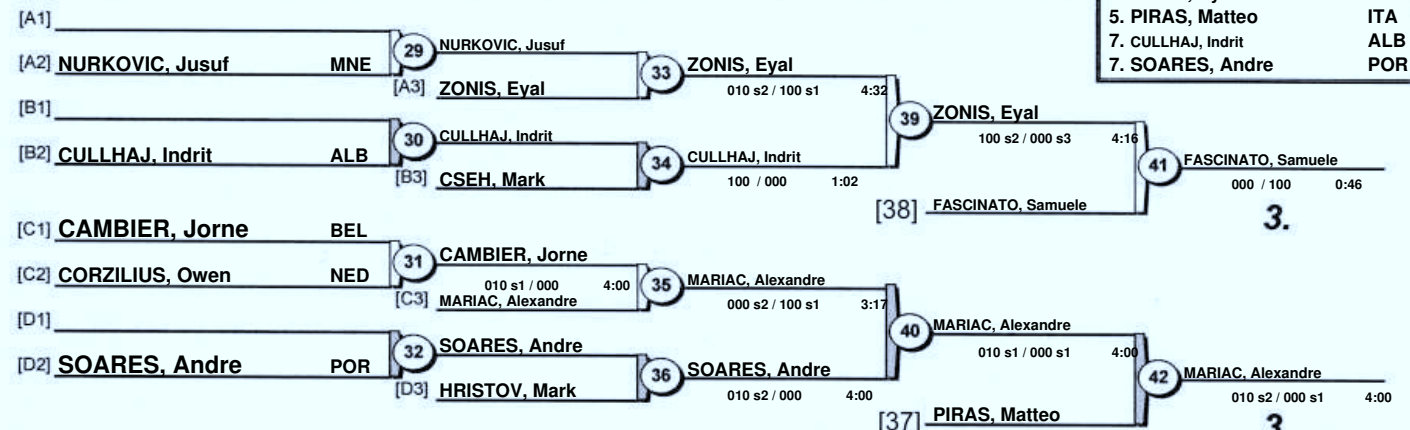 5. PIRAS, Matteo ITA
7. CULLHAJ, Indrit ALB
7. SOARES, Andre POR
[A1]
[A2] NURKOVIC, Jusuf MNE
29 NURKOVIC, Jusuf
[A3] ZONIS, Eyal
33 ZONIS, Eyal
010 s2 / 100 s1 4:32
[B1]
[B2] CULLHAJ, Indrit ALB
30 CULLHAJ, Indrit
[B3] CSEH, Mark
34 CULLHAJ, Indrit
100 / 000 1:02
39 ZONIS, Eyal
100 s2 / 000 s3 4:16
[38] FASCINATO, Samuele
41 FASCINATO, Samuele
000 / 100 0:46
3.
[C1] CAMBIER, Jorne BEL
[C2] CORZILIUS, Owen NED
31 CAMBIER, Jorne
010 s1 / 000 4:00
[C3] MARIAC, Alexandre
35 MARIAC, Alexandre
000 s2 / 100 s1 3:17
[D1]
[D2] SOARES, Andre POR
32 SOARES, Andre
[D3] HRISTOV, Mark
36 SOARES, Andre
010 s2 / 000 4:00
40 MARIAC, Alexandre
010 s1 / 000 s1 4:00
[37] PIRAS, Matteo
42 MARIAC, Alexandre
010 s2 / 000 s1 4:00
3